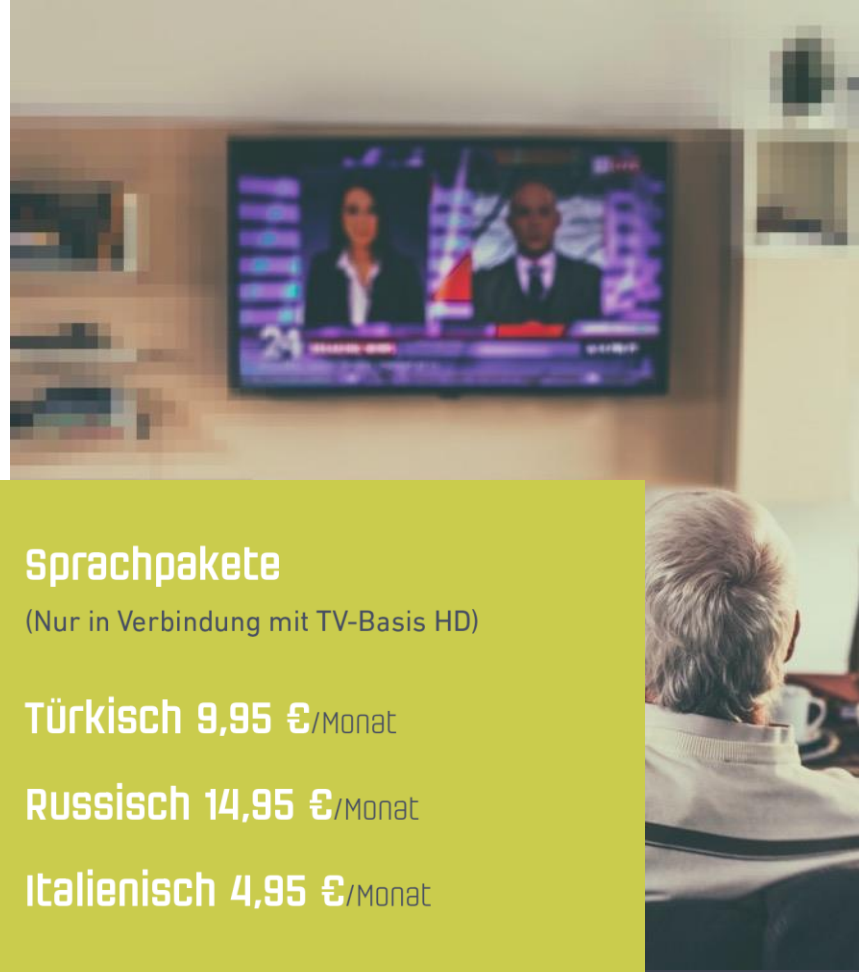 24
Sprachpakete
(Nur in Verbindung mit TV-Basis HD)
Türkisch 9,95 €/Monat
Russisch 14,95 €/Monat
Italienisch 4,95 €/Monat